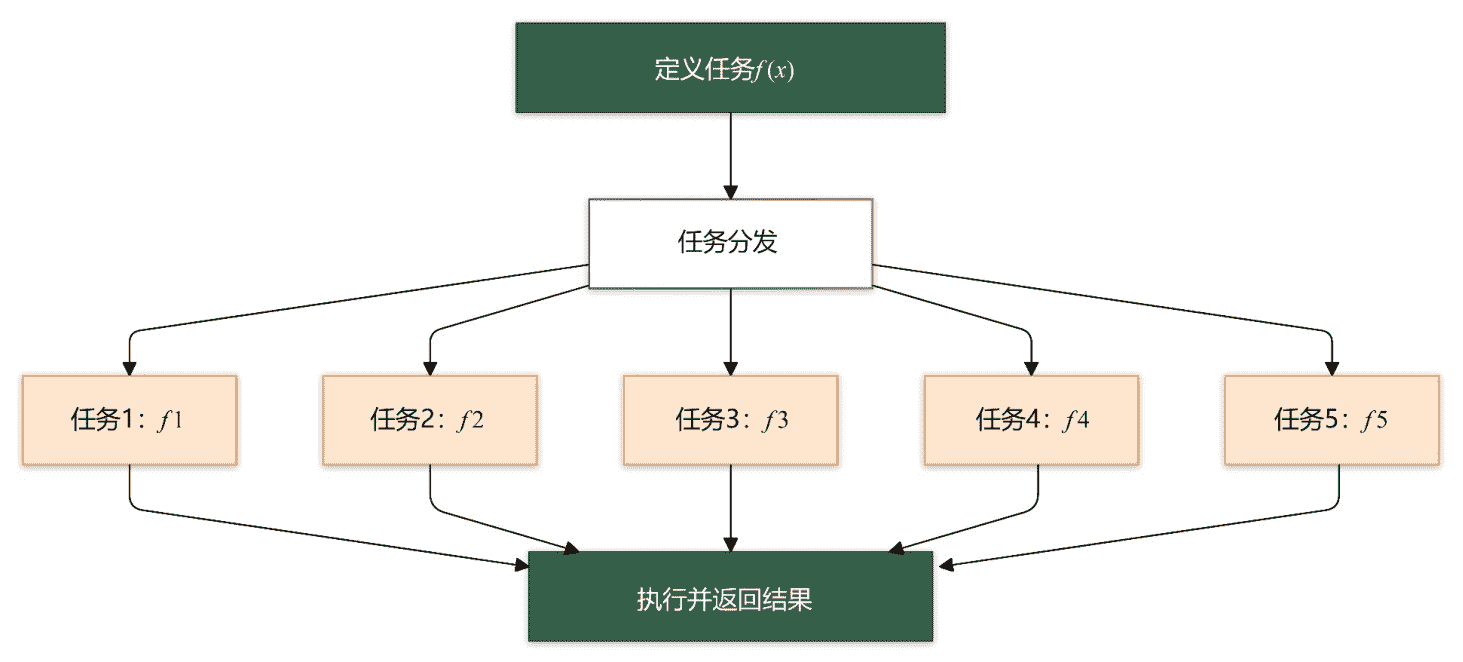 定义任务f(x)
任务分发
任务1：f1
任务2：f2
任务3：f3
任务4：f4
任务5：f5
执行并返回结果